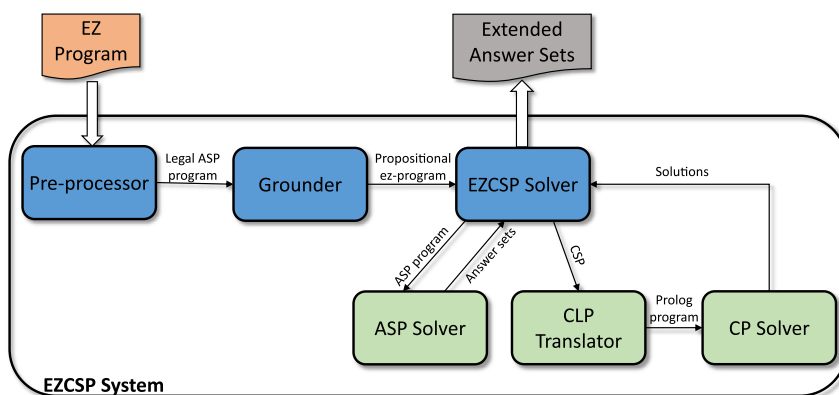 EZ
Program
Extended
Answer Sets
Pre-processor
Legal ASP
program
Grounder
Propositional
ez-program
EZCSP Solver
Solutions
ASP program
Answer sets
CSP
ASP Solver
CLP
Translator
Prolog
program
CP Solver
EZCSP System